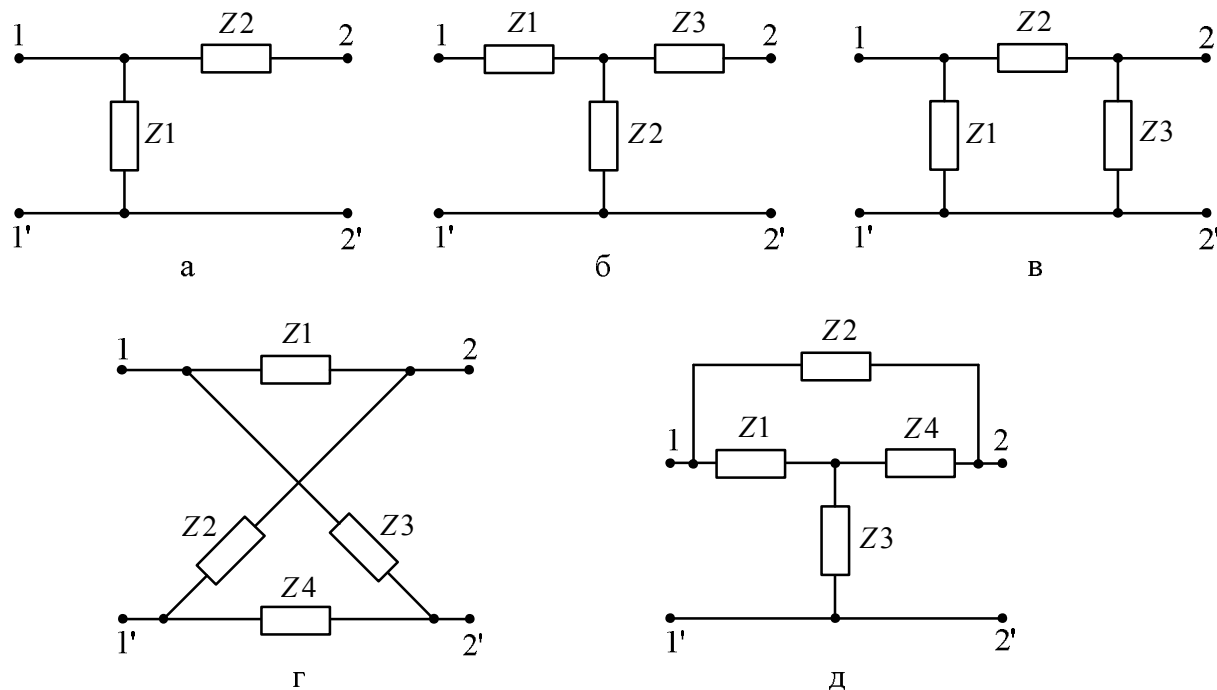 1 Z2 2
Z1
1' 2'
а
1 Z1 Z3 2
Z2
1' 2'
б
1 Z2 2
Z1 Z3
1' 2'
в
1 Z1 2
Z2 Z3
Z4
1' 2'
г
Z2
1 Z1 Z4 2
Z3
1' 2'
д